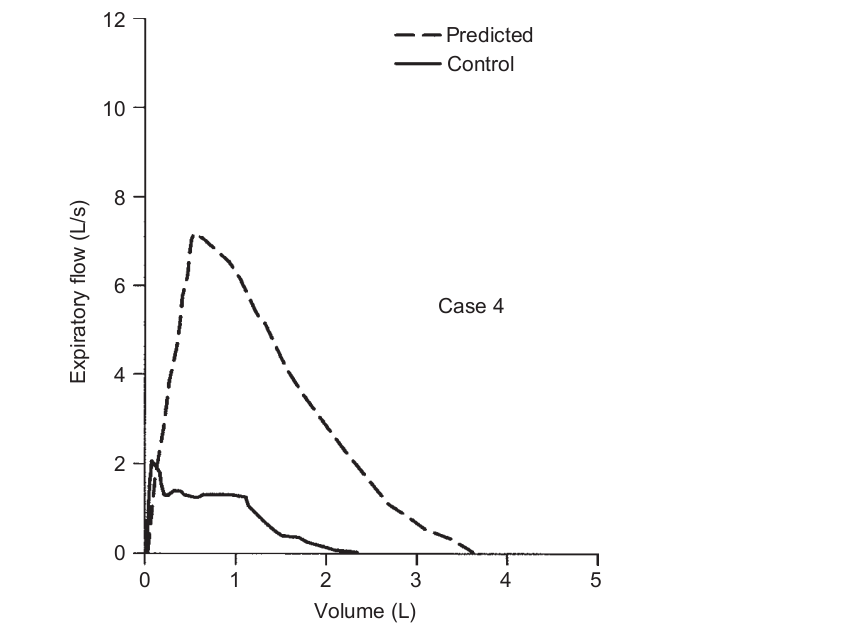 12
Predicted
Control
10
8
6
4
2
0
Expiratory flow (L/s)
Case 4
0 1 2 3 4 5
Volume (L)